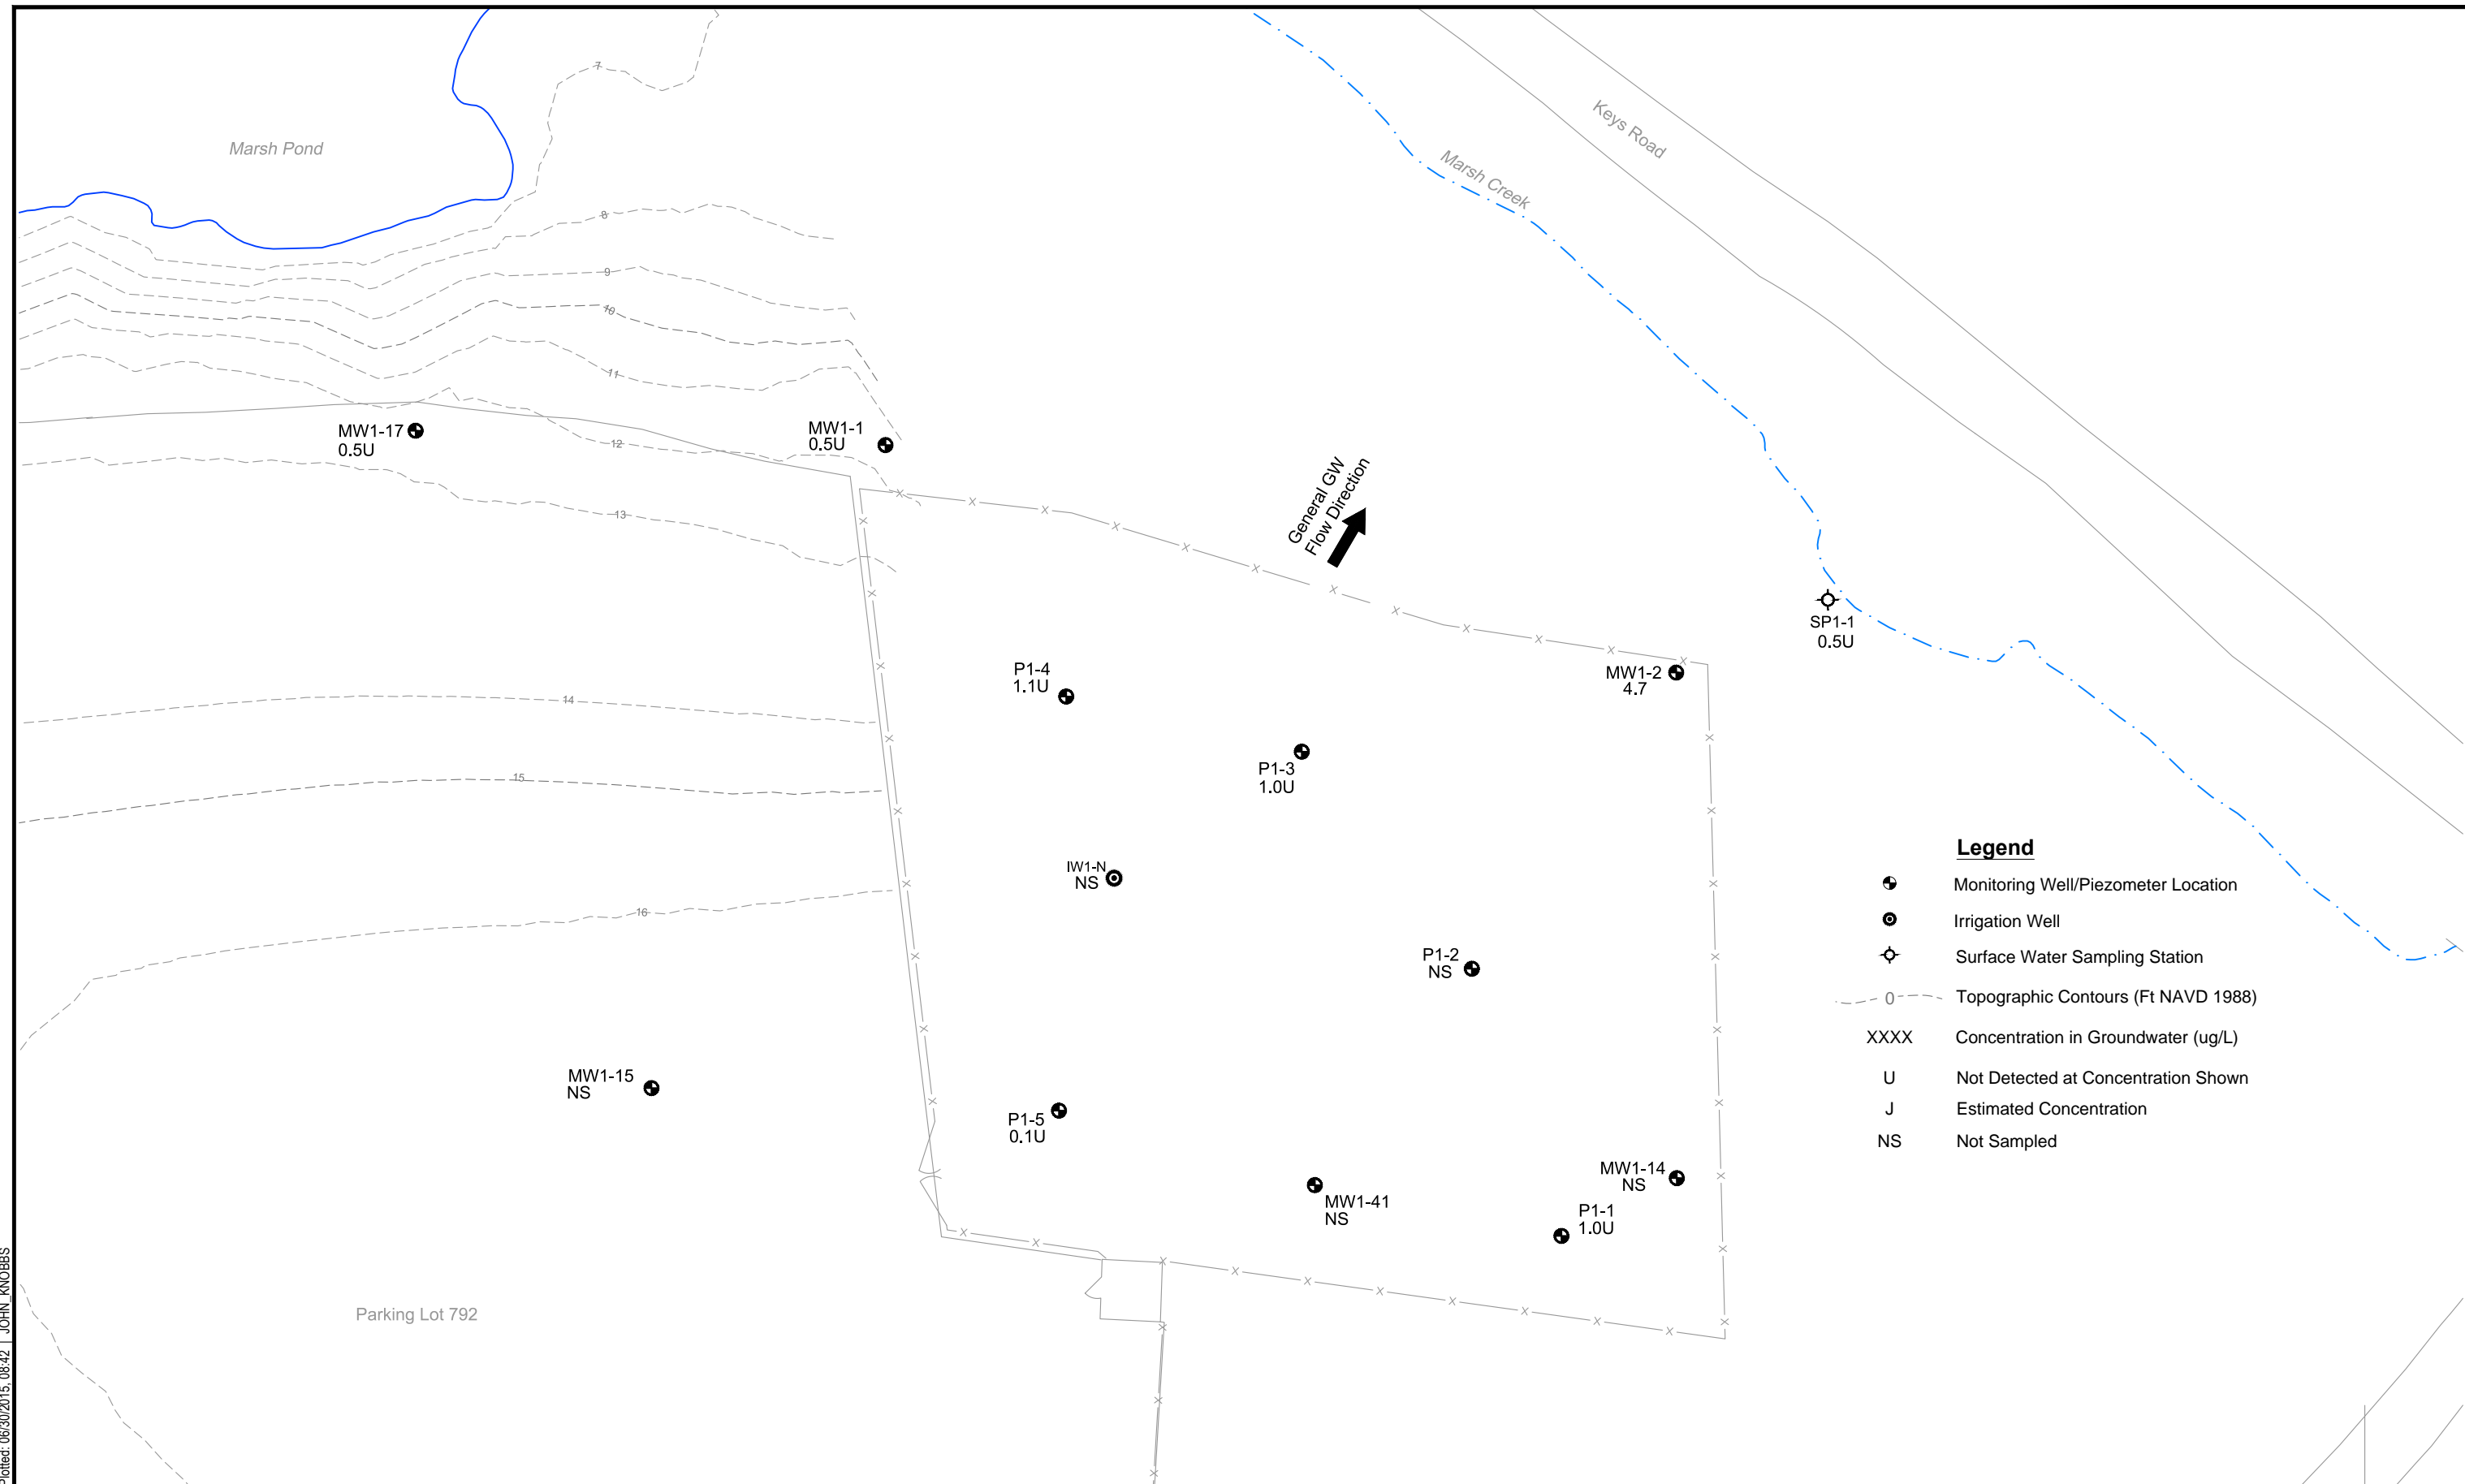 7
Marsh Pond
Keys Road
Marsh Creek
8
9
10
11
MW1-17
0.5U
MW1-1
0.5U
12
General GW
Flow Direction
13
SP1-1
0.5U
P1-4
1.1U
MW1-2
4.7
14
P1-3
1.0U
15
IW1-N
NS
16
P1-2
NS
MW1-15
NS
P1-5
0.1U
MW1-41
NS
MW1-14
NS
P1-1
1.0U
Parking Lot 792
Legend
Monitoring Well/Piezometer Location
Irrigation Well
Surface Water Sampling Station
0 Topographic Contours (Ft NAVD 1988)
XXXX Concentration in Groundwater (ug/L)
U Not Detected at Concentration Shown
J Estimated Concentration
NS Not Sampled
Plotted: 06/30/2015, 08:42 | JOHN_KNOBBS